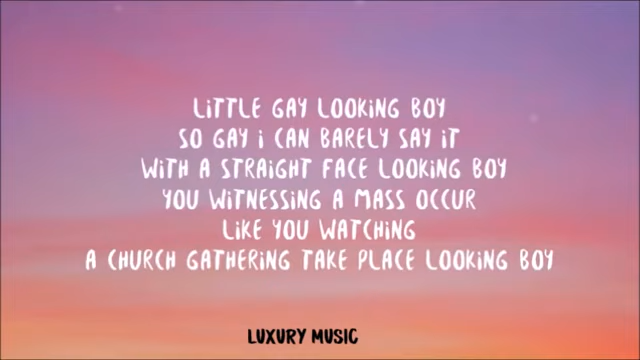 LITTLE GAY LOOKING BOY
SO GAY I CAN BARELY SAY IT
WITH A STRAIGHT FACE LOOKING BOY
YOU WITNESSING A MASS OCCUR
LIKE YOU WATCHING
A CHURCH GATHERING TAKE PLACE LOOKING BOY
LUXURY MUSIC